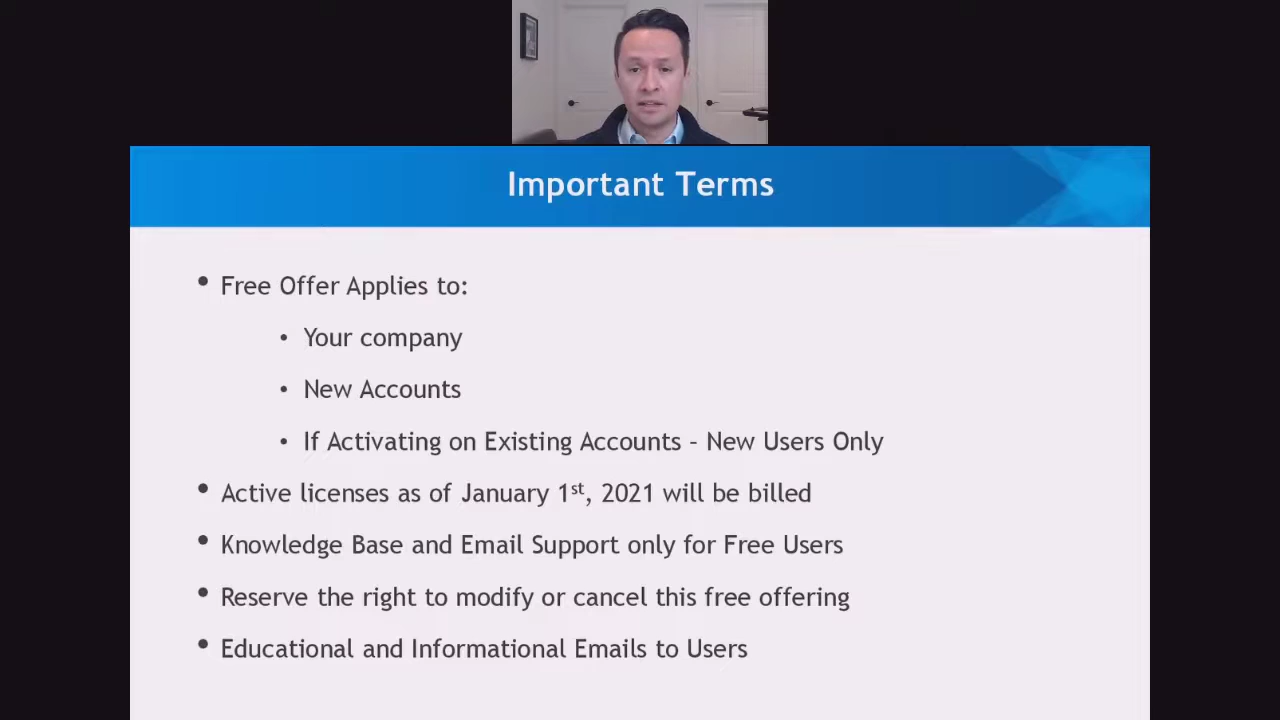 Important Terms
• Free Offer Applies to:
• Your company
• New Accounts
• If Activating on Existing Accounts – New Users Only
• Active licenses as of January 1st, 2021 will be billed
• Knowledge Base and Email Support only for Free Users
• Reserve the right to modify or cancel this free offering
• Educational and Informational Emails to Users